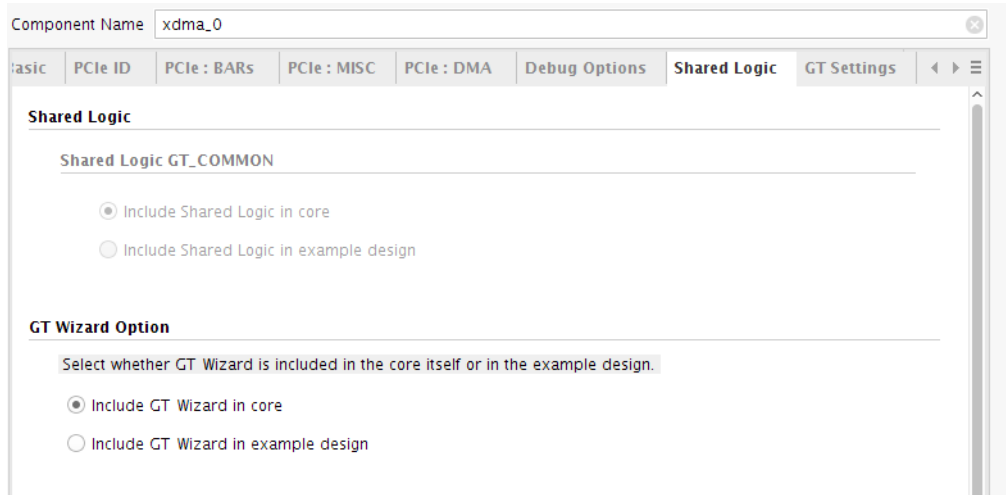 Component Name xdma_0
asic PCIe ID PCIe : BARs PCIe : MISC PCIe : DMA Debug Options Shared Logic GT Settings
Shared Logic
Shared Logic GT_COMMON
Include Shared Logic in core
Include Shared Logic in example design
GT Wizard Option
Select whether GT Wizard is included in the core itself or in the example design.
Include GT Wizard in core
Include GT Wizard in example design